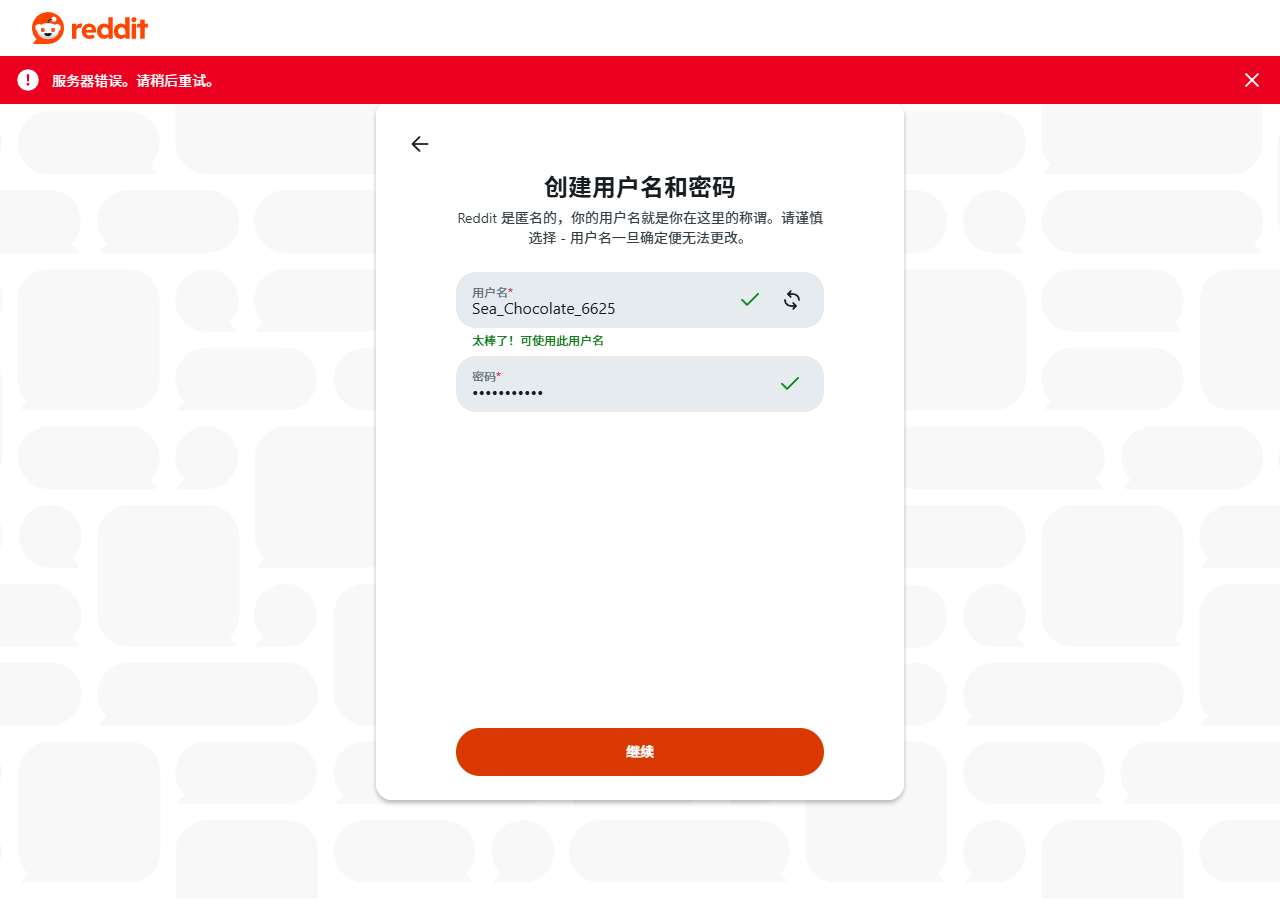 reddit
服务器错误。请稍后重试。
创建用户名和密码
Reddit 是匿名的，你的用户名就是你在这里的称谓。请谨慎
选择 - 用户名一旦确定便无法更改。
用户名*
Sea_Chocolate_6625
太棒了！可使用此用户名
密码*
•••••••••••
继续